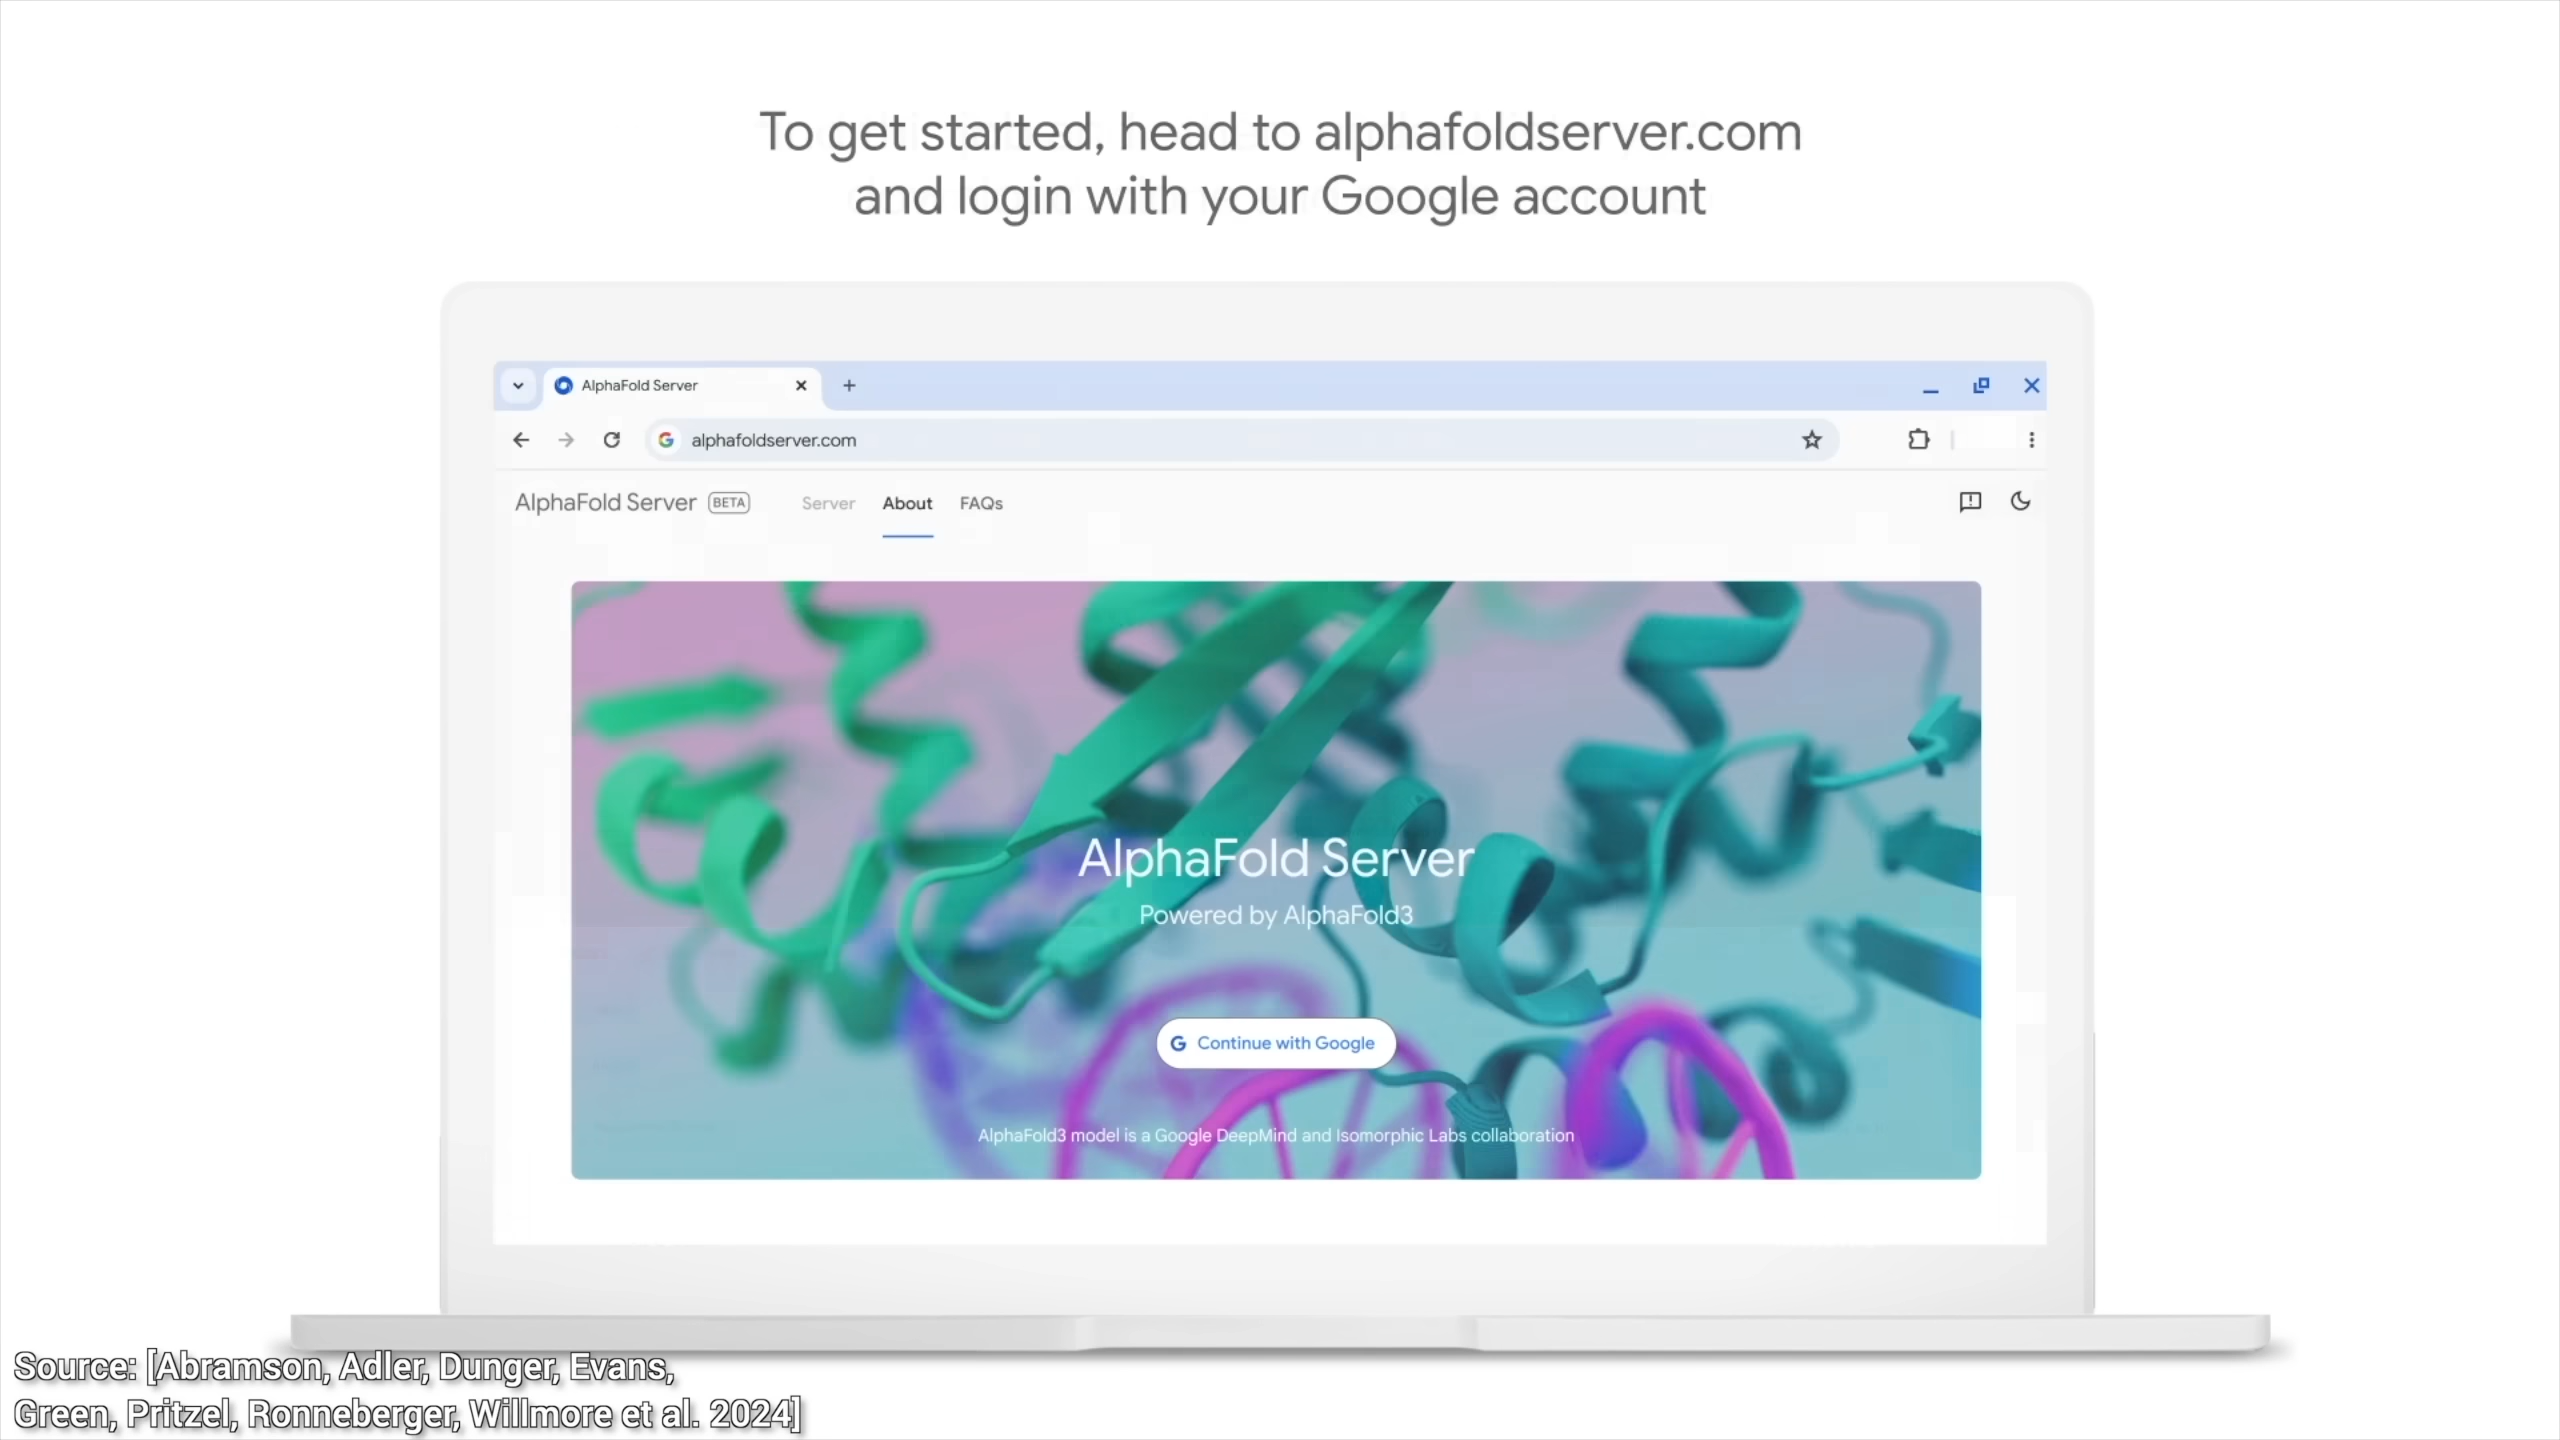 To get started, head to alphafoldserver.com
and login with your Google account
AlphaFold Server
alphafoldserver.com
AlphaFold Server BETA Server About FAQs
AlphaFold Server
Powered by AlphaFold3
G Continue with Google
AlphaFold3 model is a Google DeepMind and Isomorphic Labs collaboration
Source: [Abramson, Adler, Dunger, Evans,
Green, Pritzel, Ronneberger, Willmore et al. 2024]